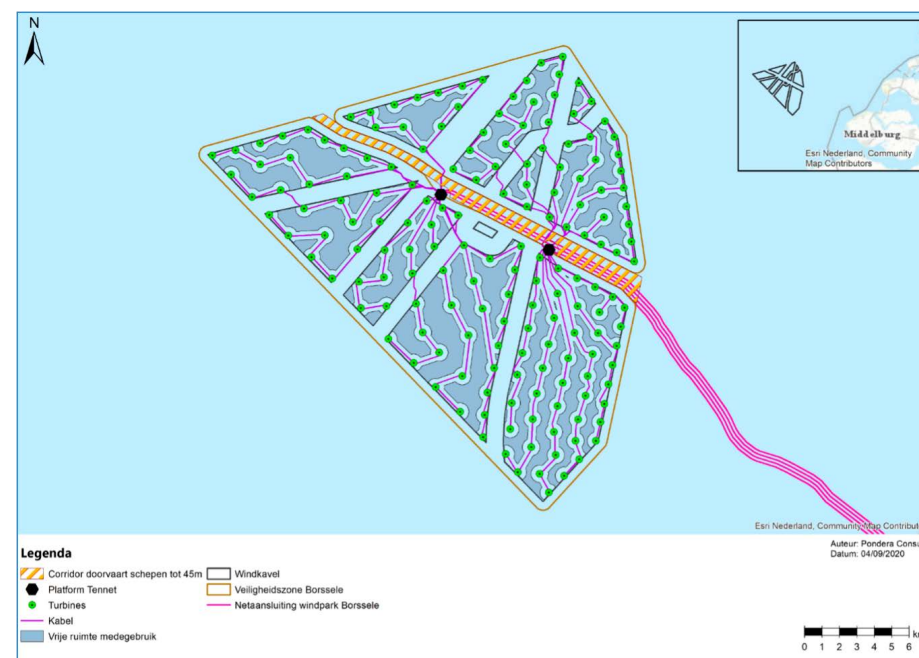 N
Middelburg
Esri Nederland, Community
Map Contributors
Esri Nederland, Community Map Contribut
Auteur: Pondera Consu
Datum: 04/09/2020
Legenda
Corridor doorvaart schepen tot 45m
Windkavel
Platform Tennet
Veiligheidszone Borssele
Turbines
Netaansluiting windpark Borssele
Kabel
Vrije ruimte medegebruik
0 1 2 3 4 5 6